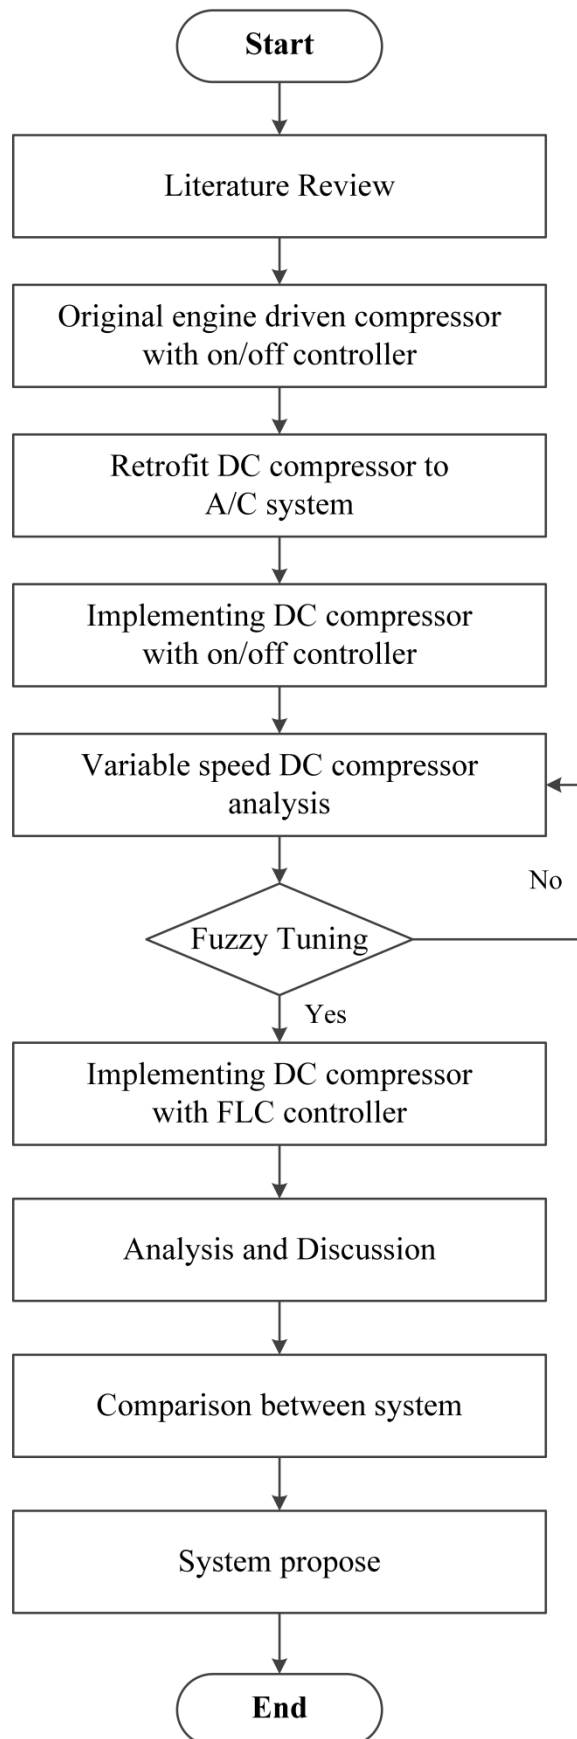 Start
Literature Review
Original engine driven compressor
with on/off controller
Retrofit DC compressor to
A/C system
Implementing DC compressor
with on/off controller
Variable speed DC compressor
analysis
No
Fuzzy Tuning
Yes
Implementing DC compressor
with FLC controller
Analysis and Discussion
Comparison between system
System propose
End